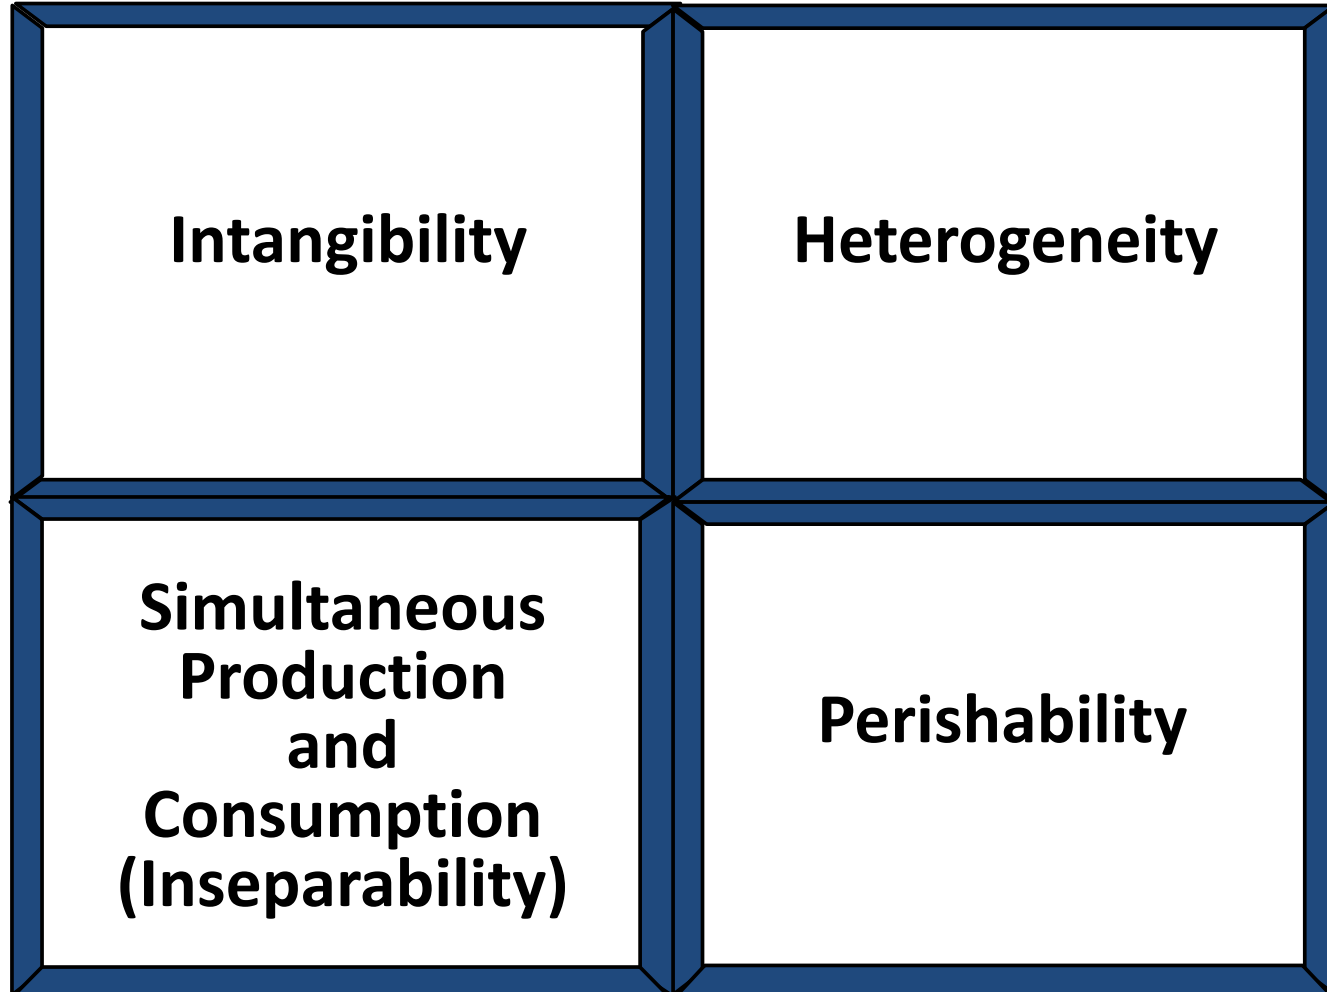 Intangibility
Heterogeneity
Simultaneous
Production
and
Consumption
(Inseparability)
Perishability